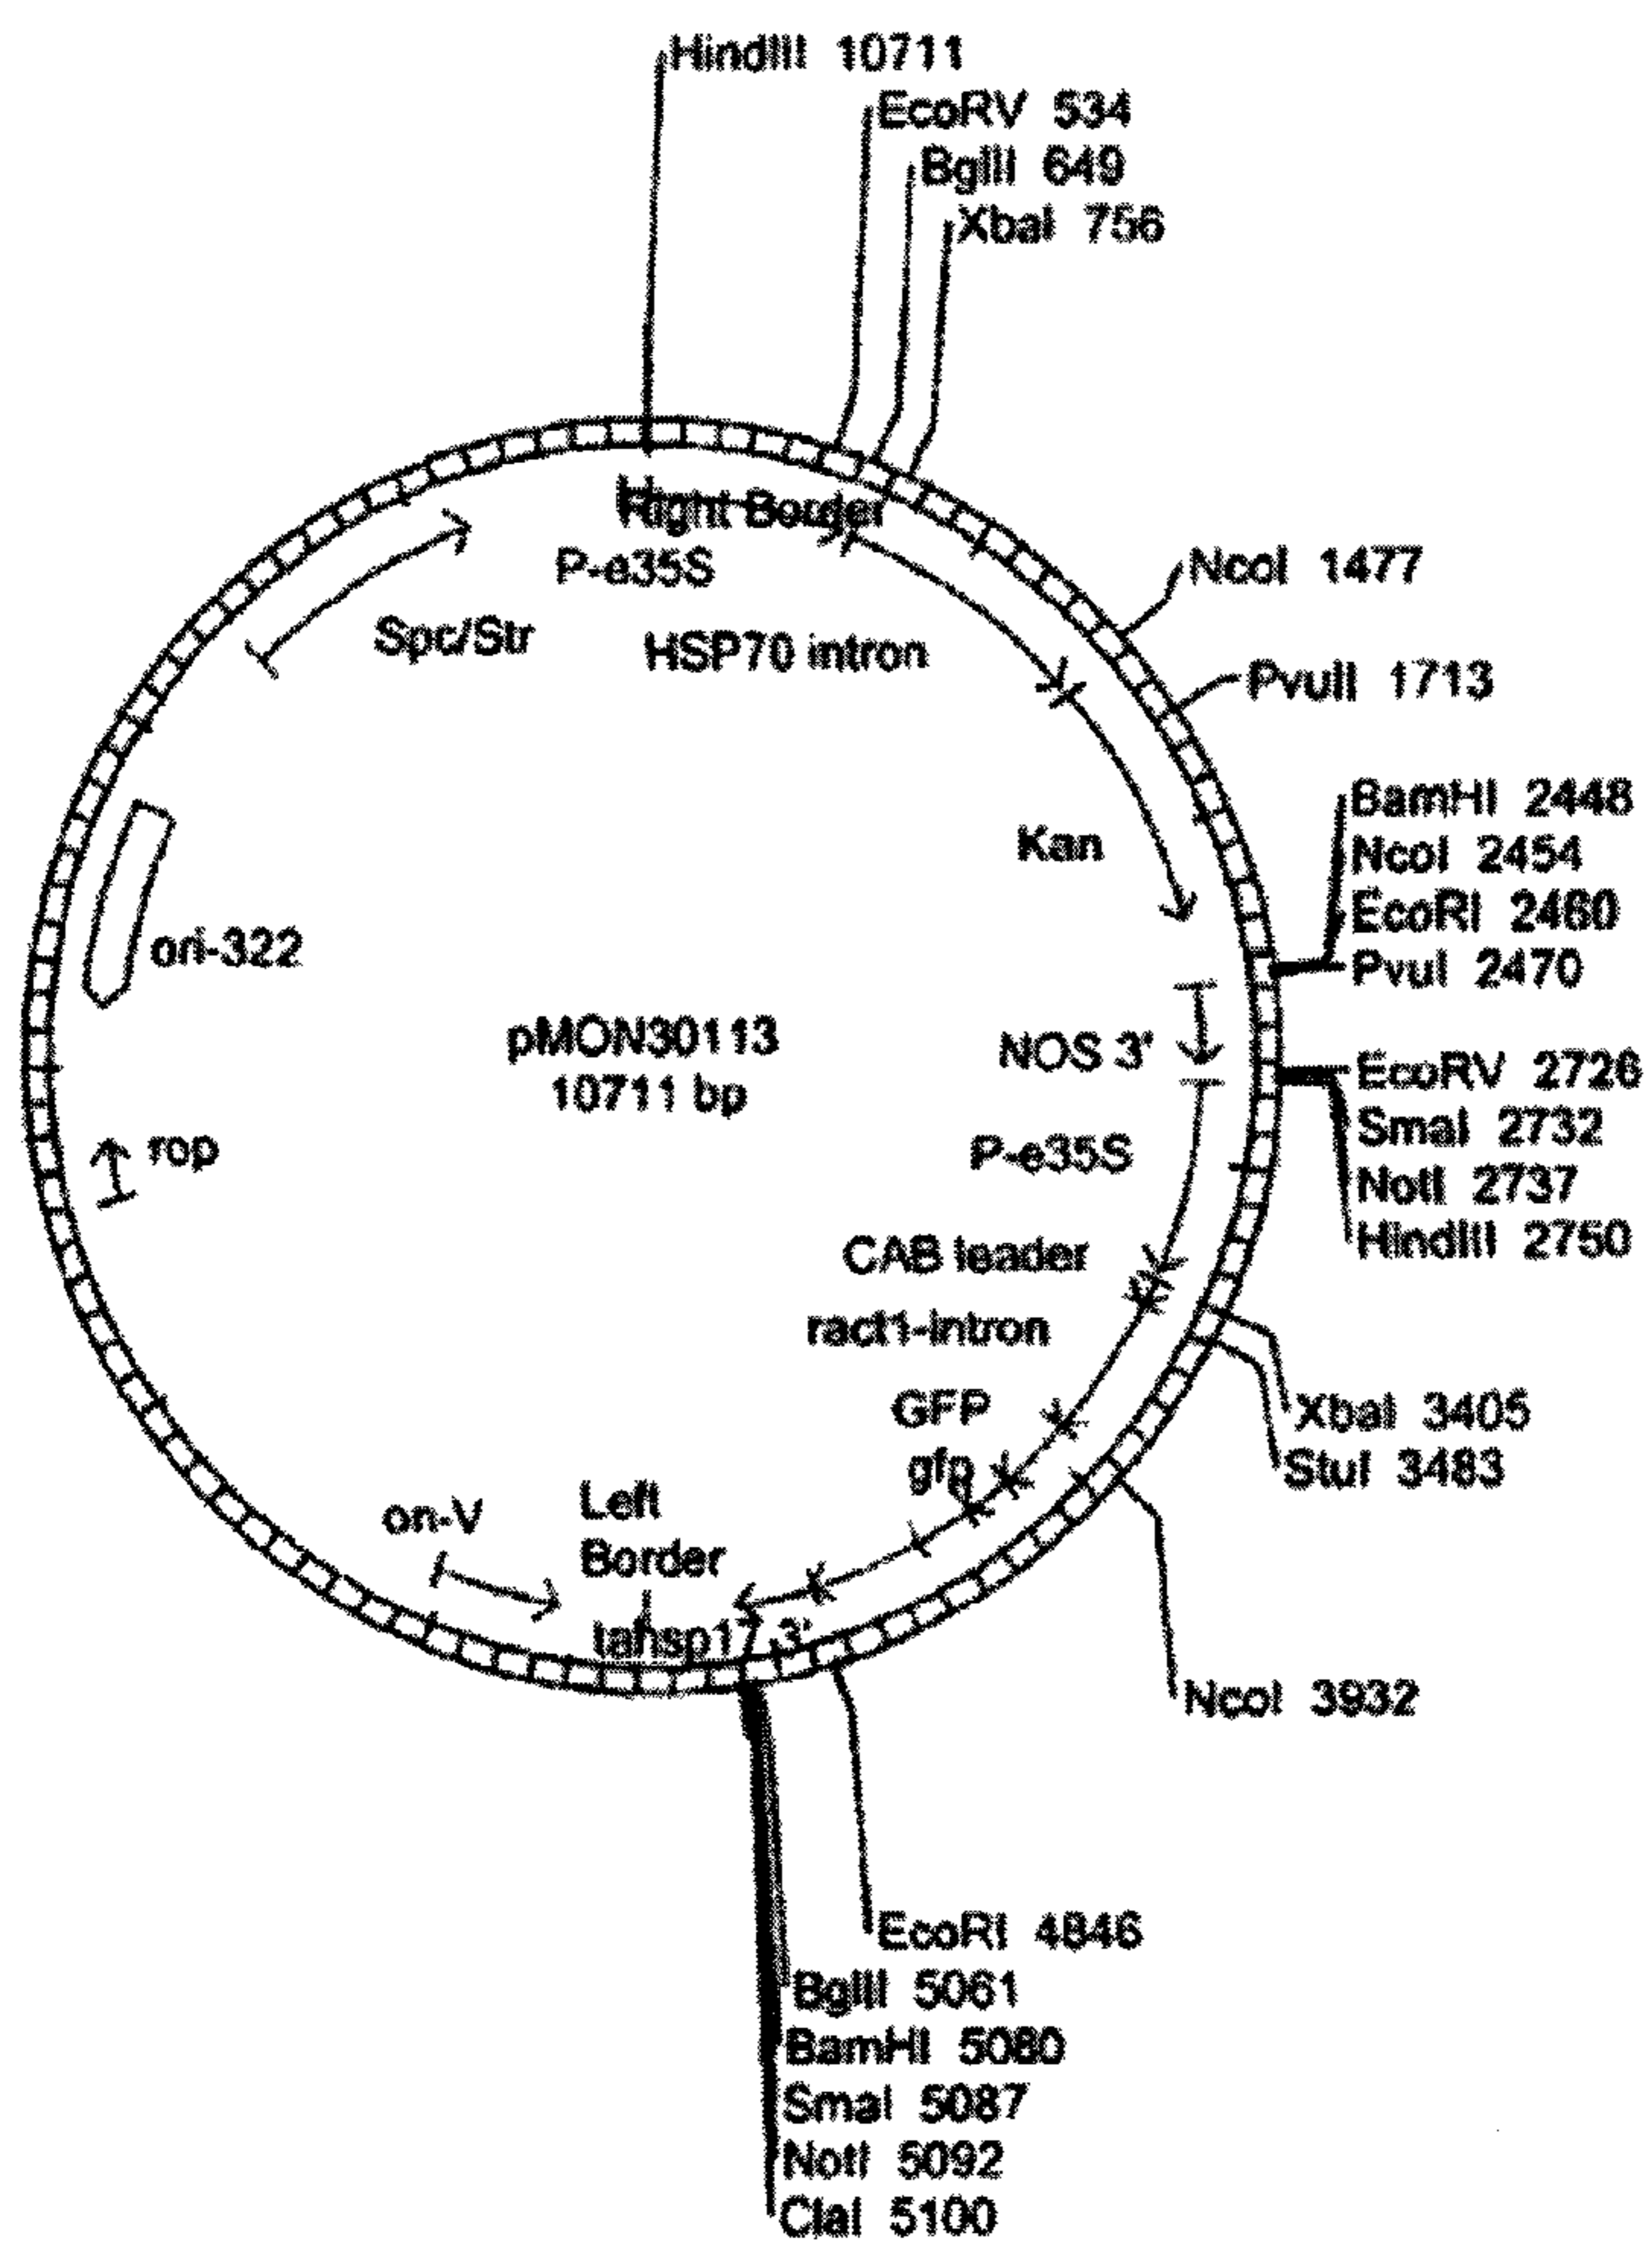 HindIII 10711
EcoRV 534
BglII 649
XbaI 756
Right Border
P-e35S
Spc/Str
HSP70 intron
NcoI 1477
PvuII 1713
Kan
BamHI 2448
NcoI 2454
EcoRI 2460
PvuI 2470
ori-322
pMON30113
10711 bp
NOS 3'
EcoRV 2726
SmaI 2732
NotI 2737
HindIII 2750
rop
P-e35S
CAB leader
ract1-intron
XbaI 3405
StuI 3483
GFP
gfp
ori-V
Left
Border
tahsp17 3'
NcoI 3932
EcoRI 4846
BglII 5061
BamHI 5080
SmaI 5087
NotI 5092
ClaI 5100